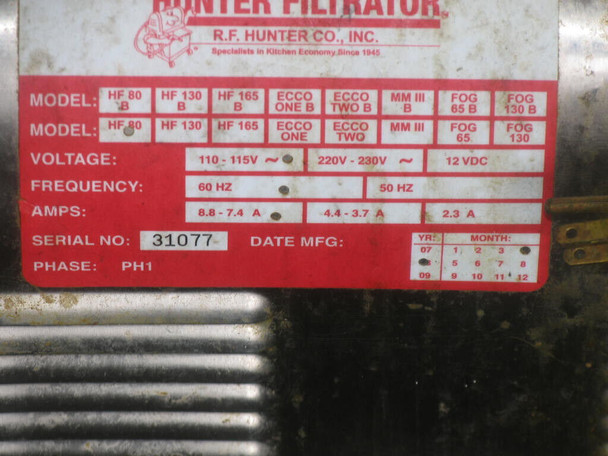 HUNTER FILTRATOR
R.F. HUNTER CO., INC.
Specialists in Kitchen Economy Since 1945
MODEL: HF 80 B HF 130 B HF 165 B ECCO ONE B ECCO TWO B MM III B FOG 65 B FOG 130 B
MODEL: HF 80 HF 130 HF 165 ECCO ONE ECCO TWO MM III FOG 65 FOG 130
VOLTAGE: 110 - 115V ~ 220V - 230V ~ 12 VDC
FREQUENCY: 60 HZ 50 HZ
AMPS: 8.8 - 7.4 A 4.4 - 3.7 A 2.3 A
SERIAL NO: 31077 DATE MFG: YR: MONTH:
07 1 2 3
5 6 7 8
PHASE: PH1 09 9 10 11 12